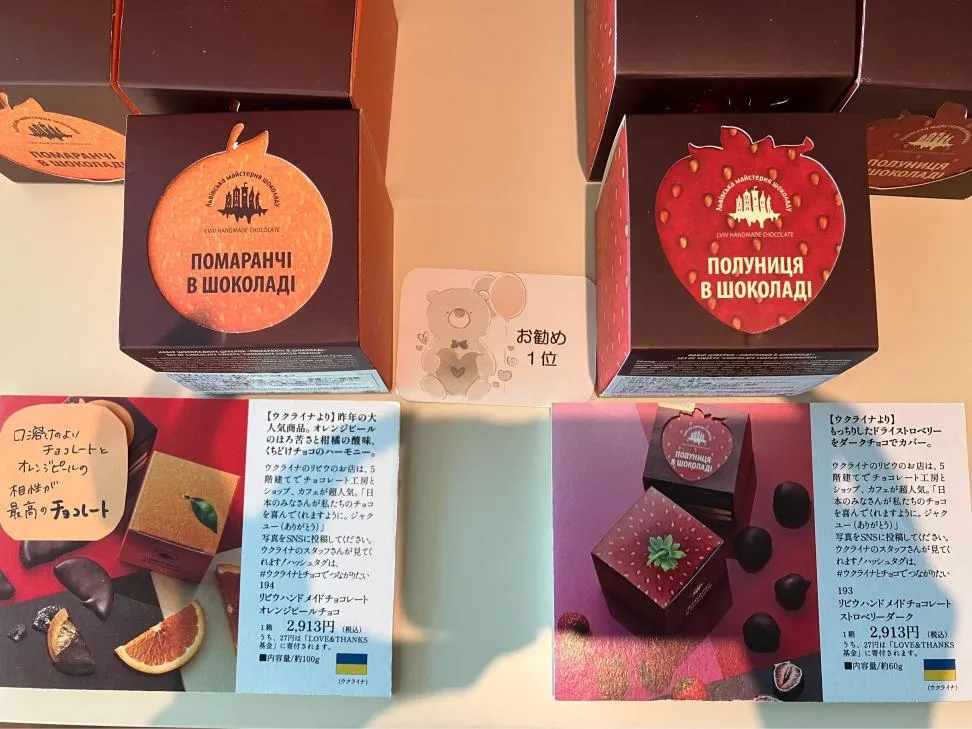 ПОМАРАНЧІ
В ШОКОЛАДІ
Львівська майстерня шоколаду
LVIV HANDMADE CHOCOLATE
ПОМАРАНЧІ
В ШОКОЛАДІ
Львівська майстерня шоколаду
LVIV HANDMADE CHOCOLATE
ПОЛУНИЦЯ
В ШОКОЛАДІ
ПОЛУНИЦЯ
ШОКОЛАДІ
お勧め
1位
口溶けのよい
チョコレートと
オレンジピールの
相性が
最高のチョコレート
【ウクライナより】昨年の大
人気商品。オレンジピール
のほろ苦さと柑橘の酸味、
くちどけチョコのハーモニー。
ウクライナのリビウのお店は、5
階建ててチョコレート工房と
ショップ、カフェが超人気。「日
本のみなさんが私たちのチョコ
を喜んでくれますように。ジャク
ユー(ありがとう)」
写真をSNSに投稿してください。
ウクライナのスタッフさんが見てく
れます!ハッシュタグは、
#ウクライナとチョコでつながりたい
194
リビウハンドメイドチョコレート
オレンジピールチョコ
1箱 2,913円 (税込)
うち、27円は「LOVE&THANKS
基金」に寄付されます。
■内容量/約100g
(ウクライナ)
ПОЛУНИЦЯ
В ШОКОЛАДІ
【ウクライナより】
もっちりしたドライストロベリー
をダークチョコでカバー。
ウクライナのリビウのお店は、5
階建ててチョコレート工房と
ショップ、カフェが超人気。「日
本のみなさんが私たちのチョコ
を喜んでくれますように。ジャク
ユー(ありがとう)」
写真をSNSに投稿してください。
ウクライナのスタッフさんが見てく
れます!ハッシュタグは、
#ウクライナとチョコでつながりたい
193
リビウハンドメイドチョコレート
ストロベリーダーク
1箱 2,913円 (税込)
うち、27円は「LOVE&THANKS
基金」に寄付されます。
■内容量/約60g
(ウクライナ)